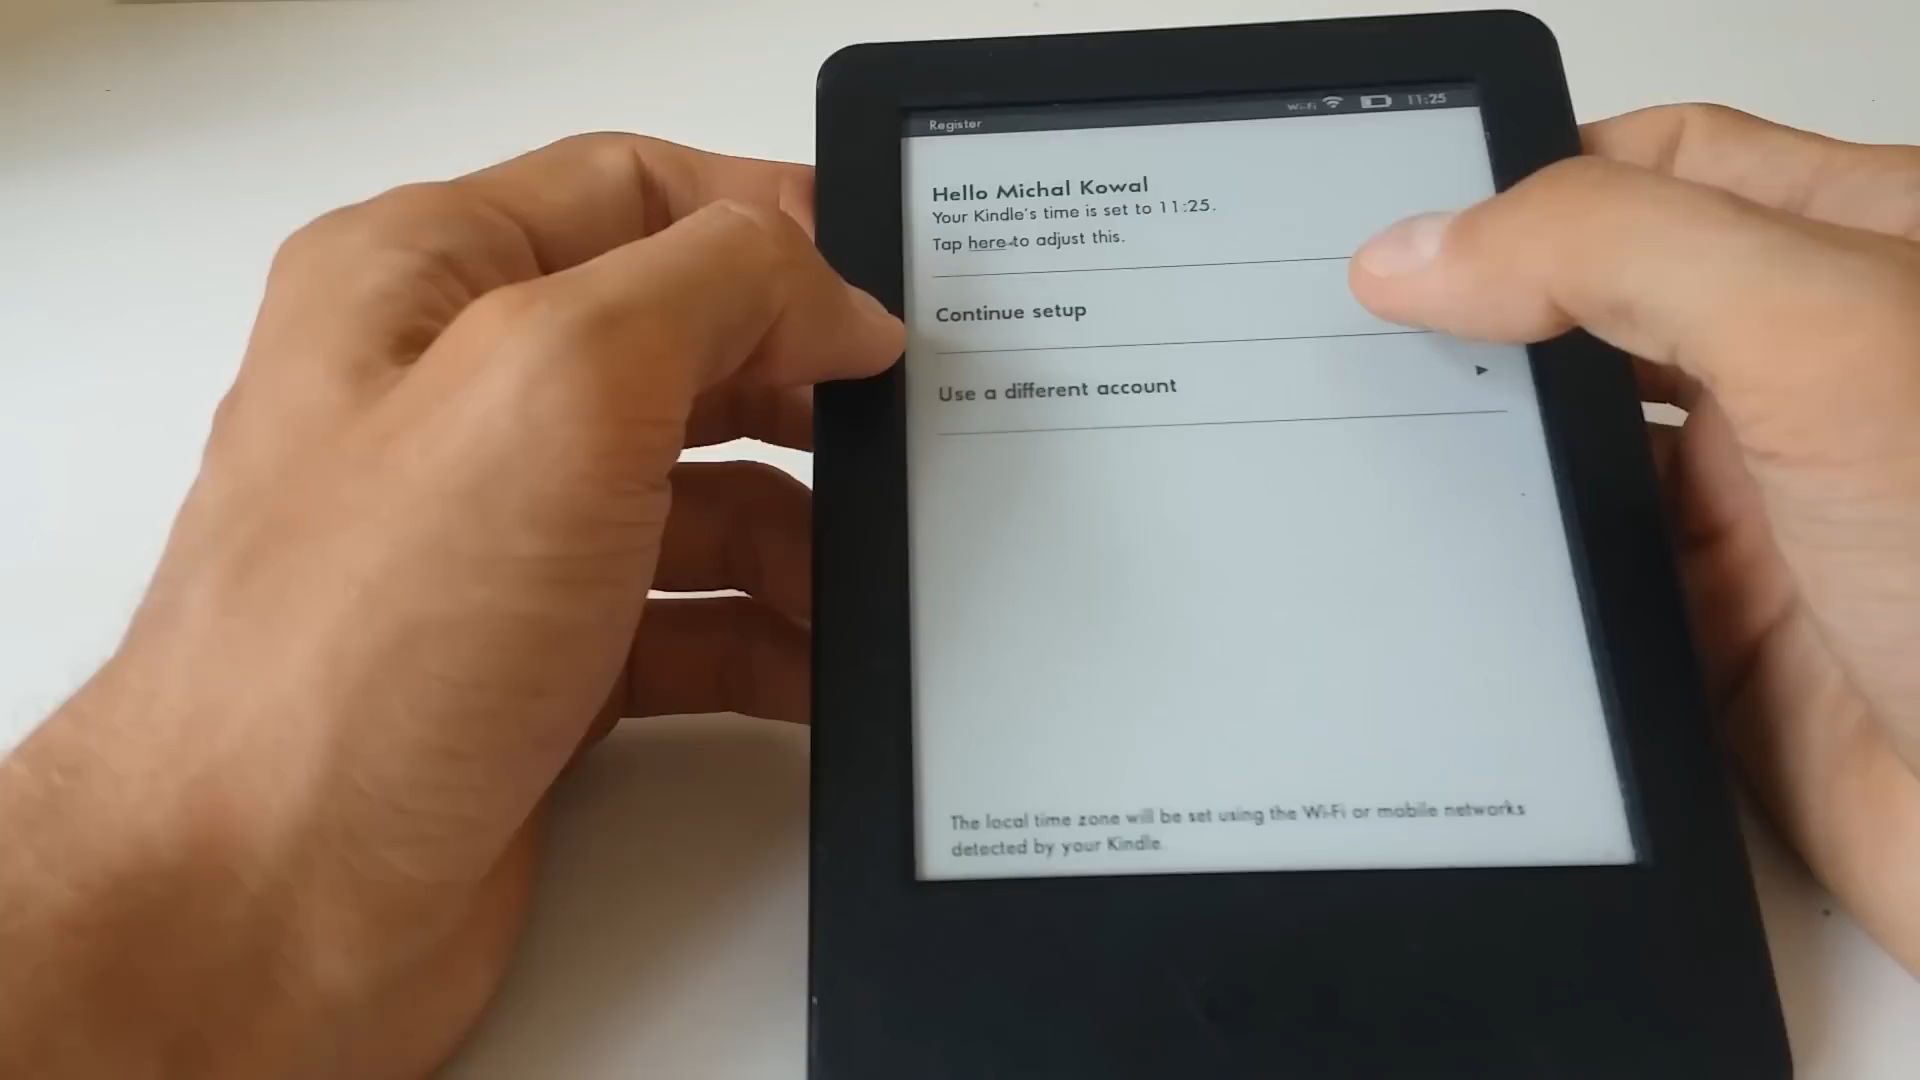 Wi-Fi 11:25
Register
Hello Michal Kowal
Your Kindle's time is set to 11:25.
Tap here to adjust this.
Continue setup
Use a different account
The local time zone will be set using the Wi-Fi or mobile networks
detected by your Kindle.